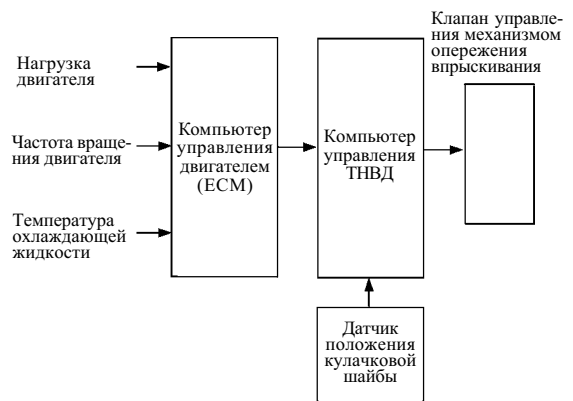 Клапан управле-
ния механизмом
опережения
впрыскивания
Нагрузка
двигателя
Частота враще-
ния двигателя
Температура
охлаждающей
жидкости
Компьютер
управления
двигателем
(ECM)
Компьютер
управления
ТНВД
Датчик
положения
кулачковой
шайбы